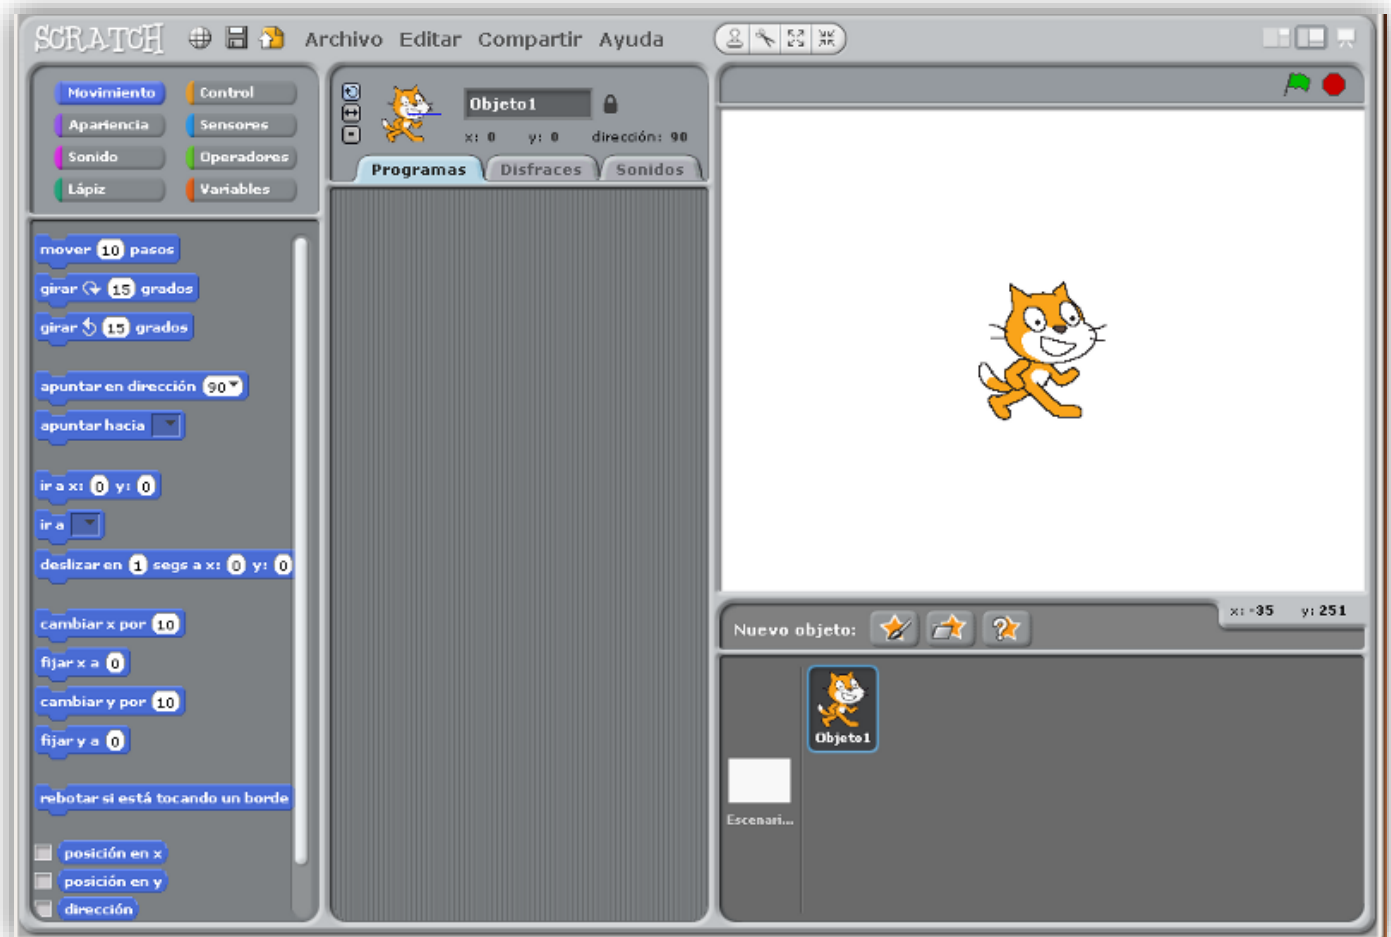 SCRATCH Archivo Editar Compartir Ayuda
Movimiento Control
Apariencia Sensores
Sonido Operadores
Lápiz Variables
Objeto1
x: 0 y: 0 dirección: 90
Programas Disfraces Sonidos
mover 10 pasos
girar 15 grados
girar 15 grados
apuntar en dirección 90
apuntar hacia
ir a x: 0 y: 0
ir a
deslizar en 1 segs a x: 0 y: 0
cambiar x por 10
fijar x a 0
cambiar y por 10
fijar y a 0
rebotar si está tocando un borde
posición en x
posición en y
dirección
x: -35 y: 251
Nuevo objeto:
Objeto1
Escenari...